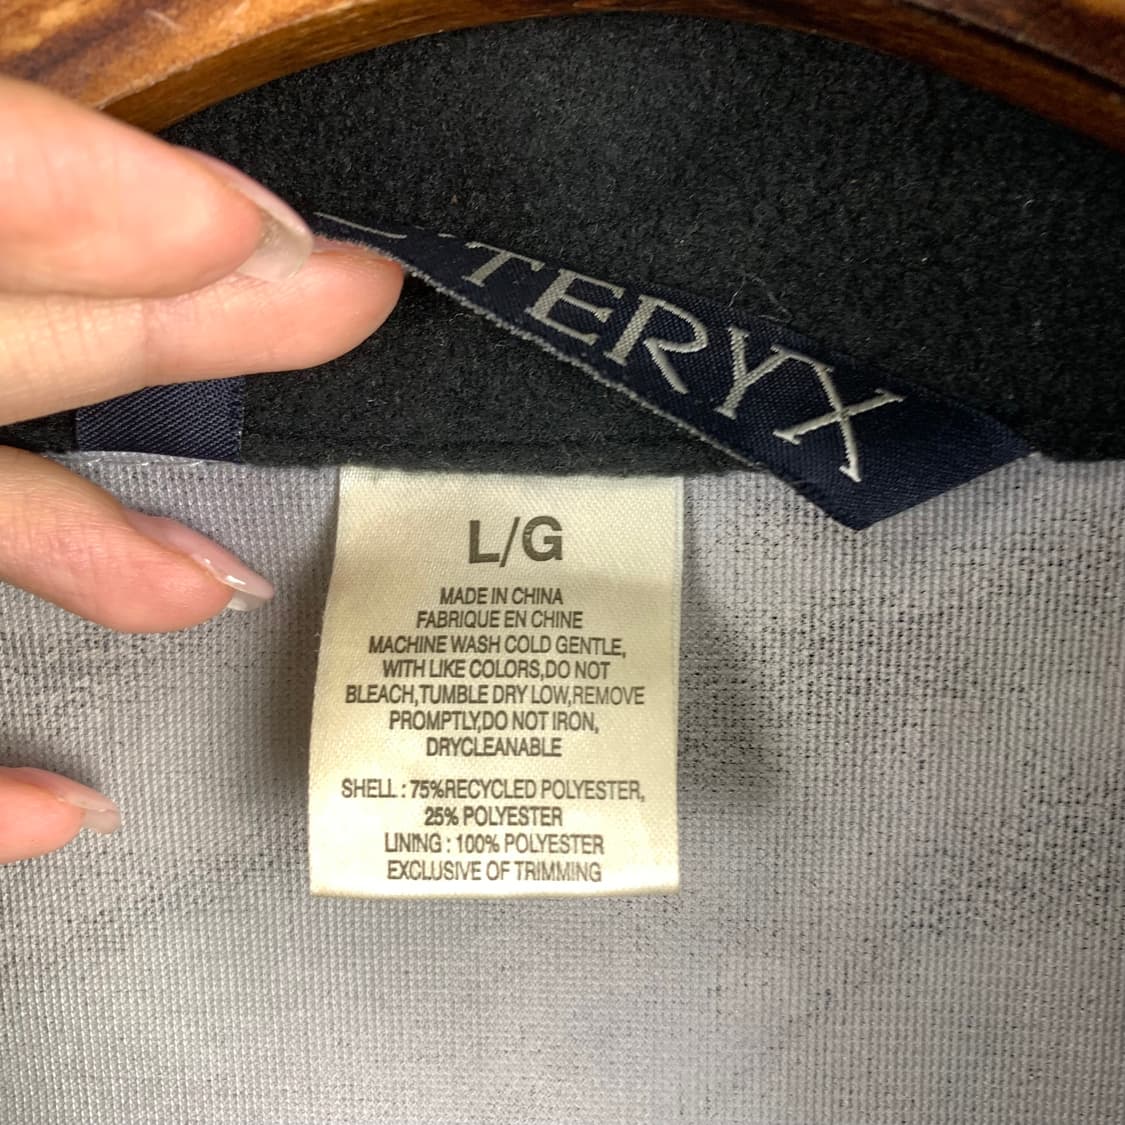 'TERYX
L/G
MADE IN CHINA
FABRIQUE EN CHINE
MACHINE WASH COLD GENTLE,
WITH LIKE COLORS,DO NOT
BLEACH,TUMBLE DRY LOW,REMOVE
PROMPTLY,DO NOT IRON,
DRYCLEANABLE
SHELL : 75%RECYCLED POLYESTER,
25% POLYESTER
LINING : 100% POLYESTER
EXCLUSIVE OF TRIMMING